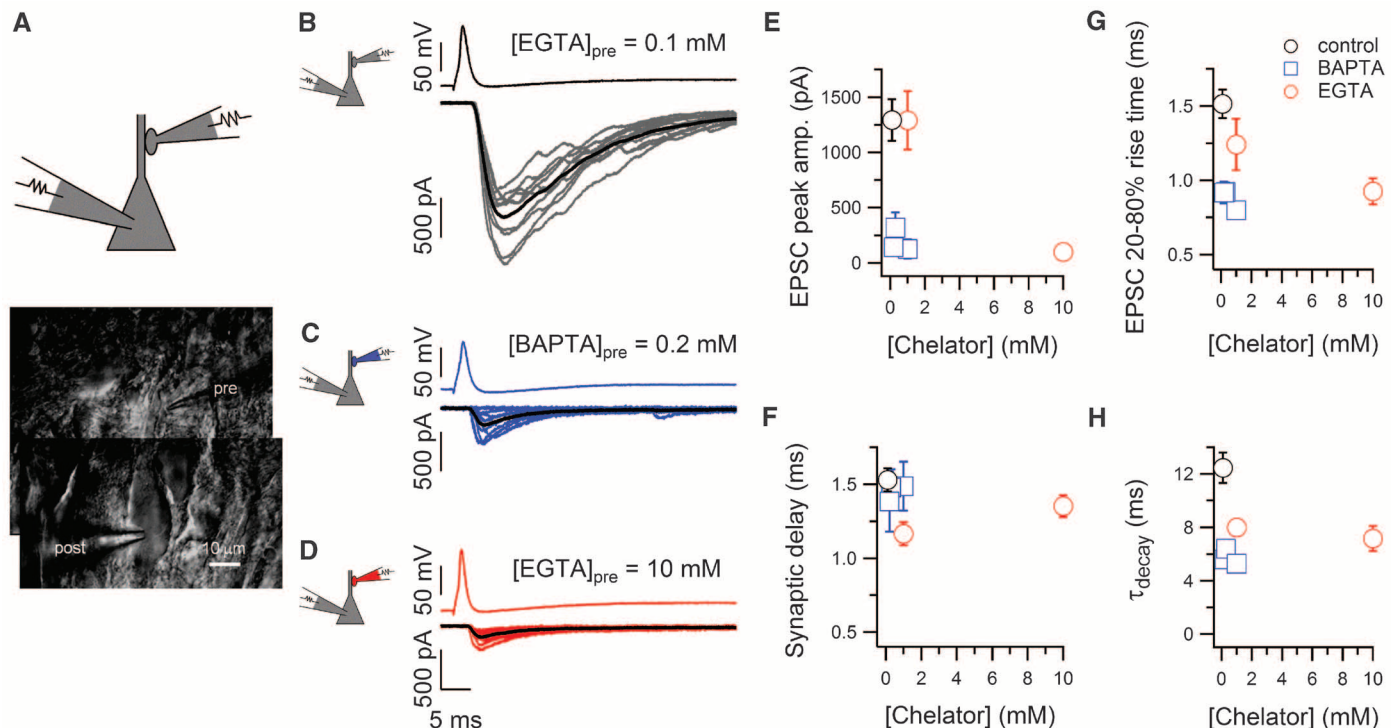 A
pre
post
10 μm
B
[EGTA]pre = 0.1 mM
50 mV
500 pA
C
[BAPTA]pre = 0.2 mM
50 mV
500 pA
D
[EGTA]pre = 10 mM
50 mV
500 pA
5 ms
E
EPSC peak amp. (pA)
1500
1250
750
500
250
0
0 2 4 6 8 10
[Chelator] (mM)
F
Synaptic delay (ms)
1.5
1.0
0.5
0 2 4 6 8 10
[Chelator] (mM)
G
EPSC 20-80% rise time (ms)
control
BAPTA
EGTA
1.5
1.0
0.5
0 2 4 6 8 10
[Chelator] (mM)
H
τdecay (ms)
12
8
4
0
0 2 4 6 8 10
[Chelator] (mM)